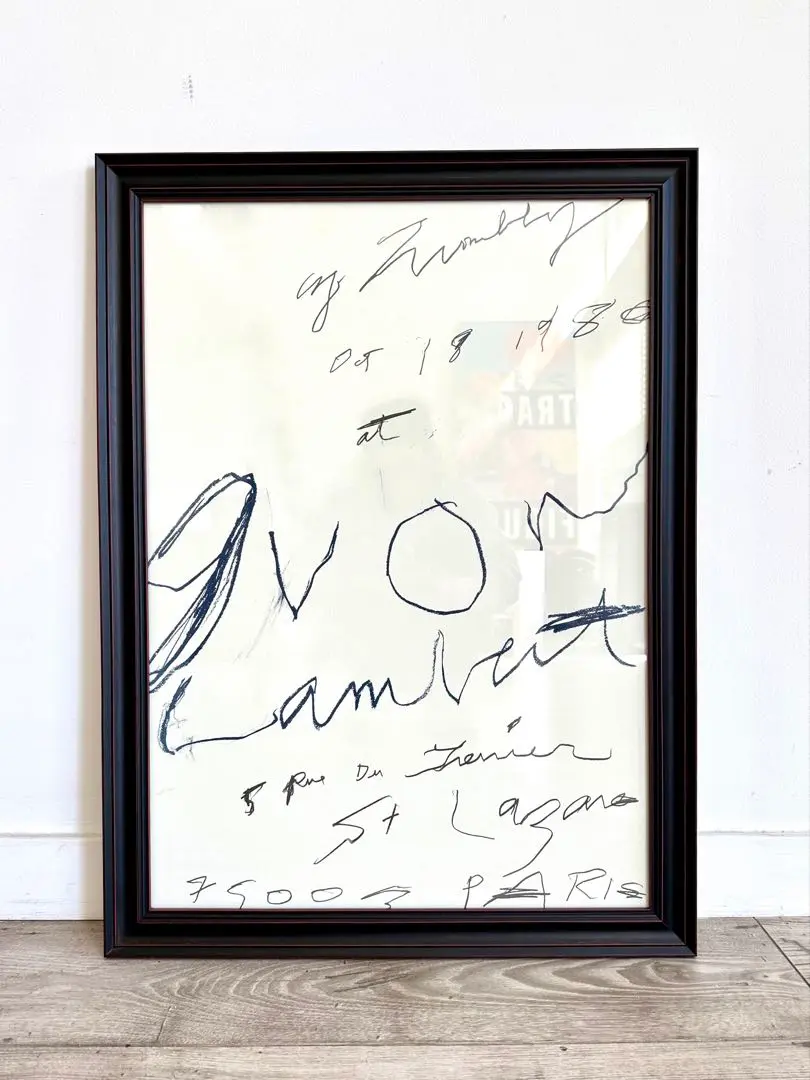 Cy Twombly
Oct 18 1980
at
Yvon
Lambert
5 Rue Du Grenier
St Lazare
75003 PARIS